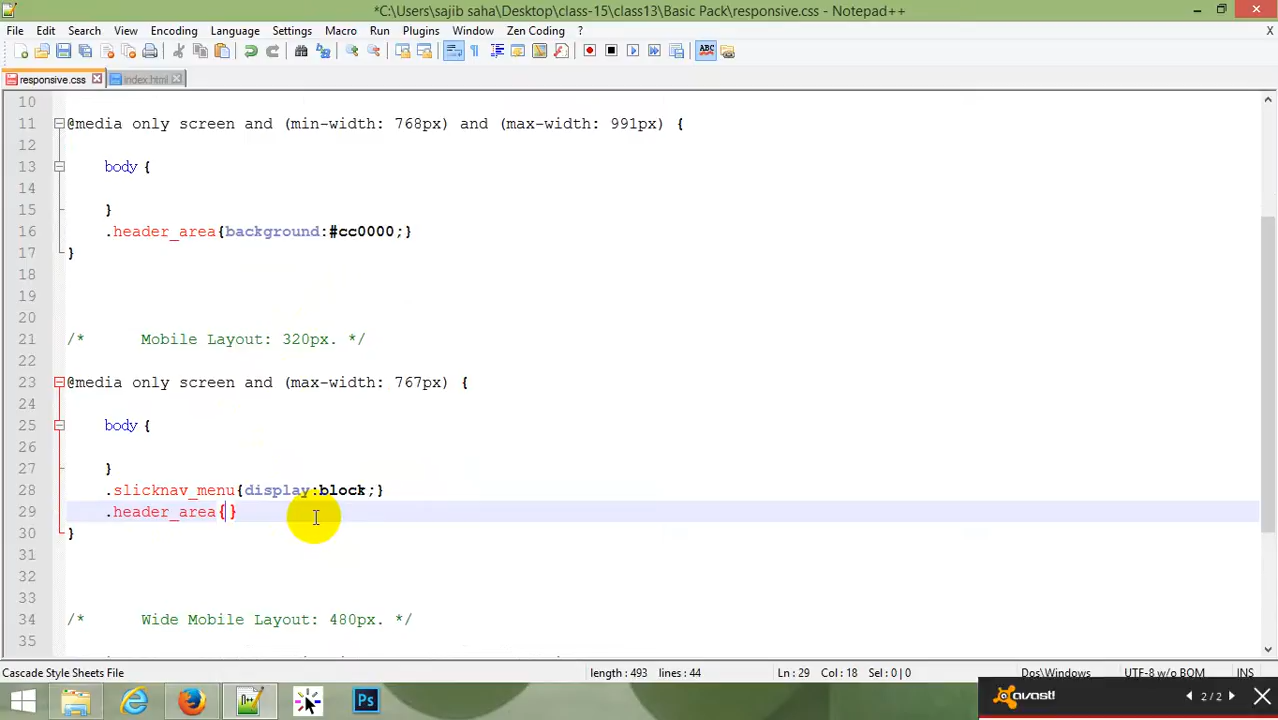 *C:\Users\sajib saha\Desktop\class-15\class13\Basic Pack\responsive.css - Notepad++
File Edit Search View Encoding Language Settings Macro Run Plugins Window Zen Coding ? X
responsive.css index.html
10
11 @media only screen and (min-width: 768px) and (max-width: 991px) {
12
13 body {
14
15 }
16 .header_area{background:#cc0000;}
17 }
18
19
20
21 /* Mobile Layout: 320px. */
22
23 @media only screen and (max-width: 767px) {
24
25 body {
26
27 }
28 .slicknav_menu{display:block;}
29 .header_area{}
30 }
31
32
33
34 /* Wide Mobile Layout: 480px. */
35
Cascade Style Sheets File length : 493 lines : 44 Ln : 29 Col : 18 Sel : 0 | 0 Dos\Windows UTF-8 w/o BOM INS
Ps avast! 2 / 2